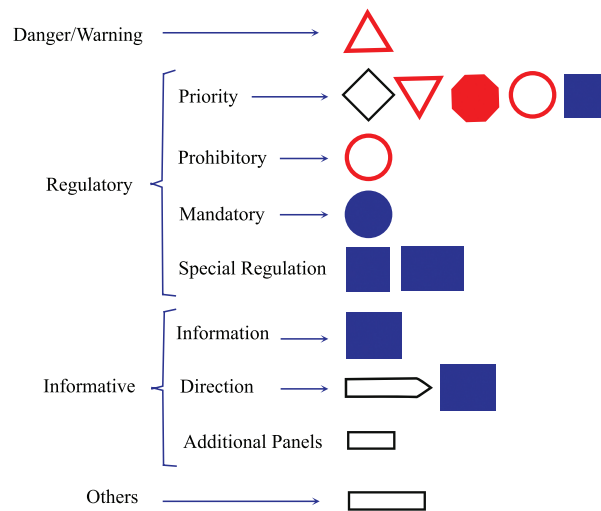 Danger/Warning
Priority
Prohibitory
Regulatory
Mandatory
Special Regulation
Information
Informative
Direction
Additional Panels
Others